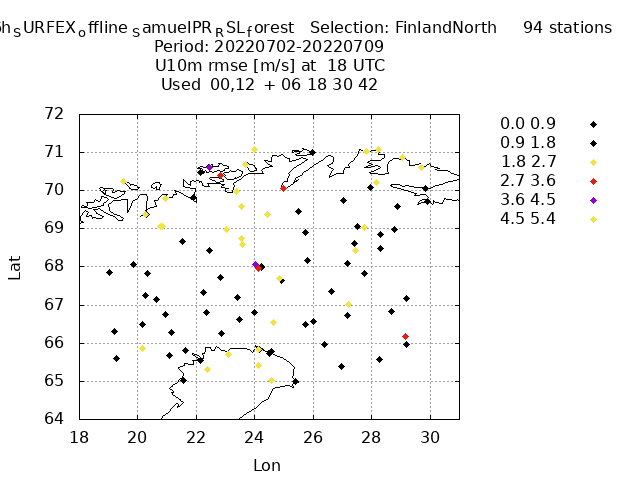 6h_SURFEX_offline_SamuelPR_RSL_forest Selection: FinlandNorth 94 stations
Period: 20220702-20220709
U10m rmse [m/s] at 18 UTC
Used 00,12 + 06 18 30 42
72
71
70
69
68
67
66
65
64
18 20 22 24 26 28 30
Lat
Lon
0.0 0.9
0.9 1.8
1.8 2.7
2.7 3.6
3.6 4.5
4.5 5.4